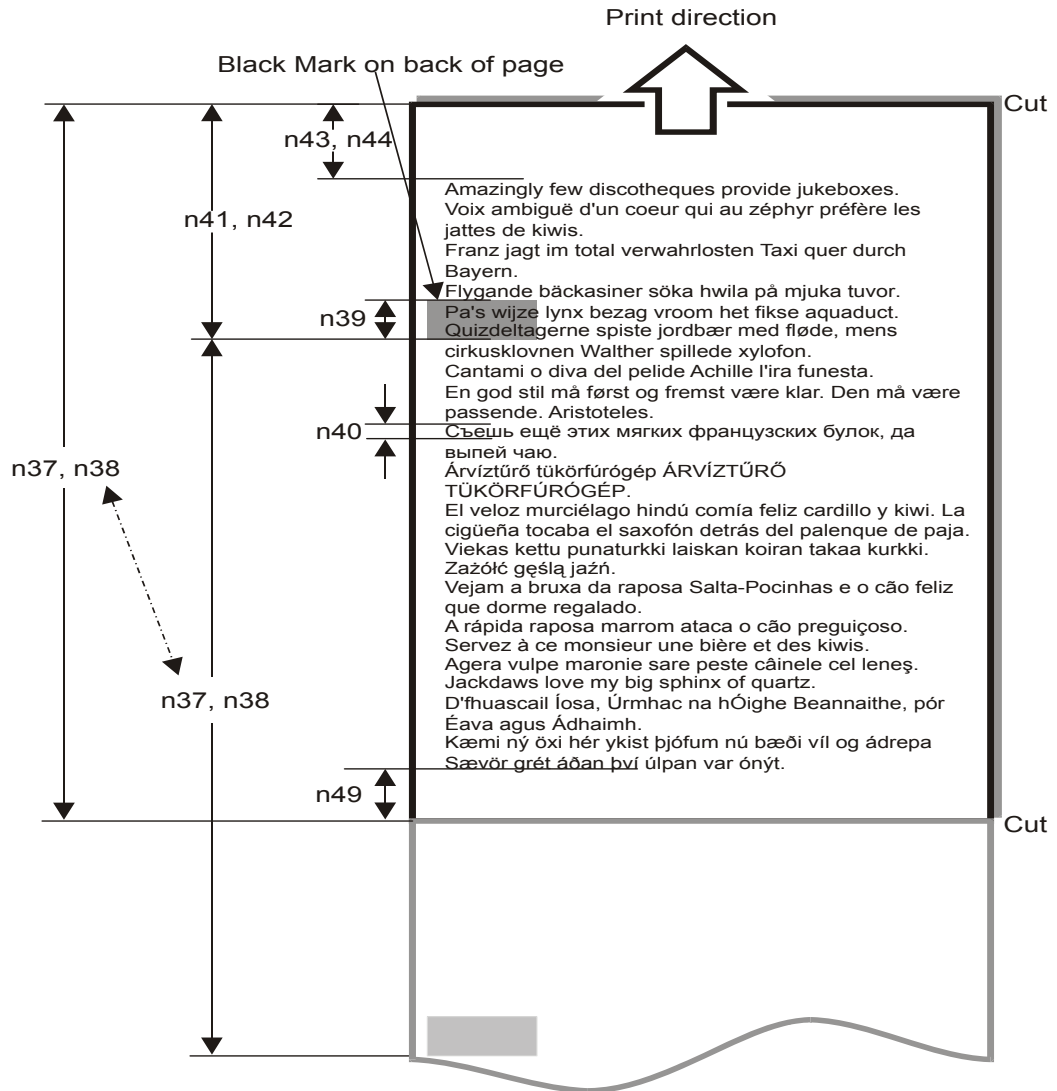 Print direction
Black Mark on back of page
Cut
n43, n44
Amazingly few discotheques provide jukeboxes.
n41, n42
Voix ambiguë d'un coeur qui au zéphyr préfère les
jattes de kiwis.
Franz jagt im total verwahrlosten Taxi quer durch
Bayern.
Flygande bäckasiner söka hwila på mjuka tuvor.
n39
Pa's wijze lynx bezag vroom het fikse aquaduct.
Quizdeltagerne spiste jordbær med fløde, mens
cirkusklovnen Walther spillede xylofon.
Cantami o diva del pelide Achille l'ira funesta.
En god stil må først og fremst være klar. Den må være
passende. Aristoteles.
n40
Съешь ещё этих мягких французских булок, да
выпей чаю.
n37, n38
Árvíztűrő tükörfúrógép ÁRVÍZTŰRŐ
TÜKÖRFÚRÓGÉP.
El veloz murciélago hindú comía feliz cardillo y kiwi. La
cigüeña tocaba el saxofón detrás del palenque de paja.
Viekas kettu punaturkki laiskan koiran takaa kurkki.
Zażółć gęślą jaźń.
Vejam a bruxa da raposa Salta-Pocinhas e o cão feliz
que dorme regalado.
A rápida raposa marrom ataca o cão preguiçoso.
Servez à ce monsieur une bière et des kiwis.
Agera vulpe maronie sare peste câinele cel leneş.
Jackdaws love my big sphinx of quartz.
n37, n38
D'fhuascail Íosa, Úrmhac na hÓighe Beannaithe, pór
Éava agus Ádhaimh.
Kæmi ný öxi hér ykist þjófum nú bæði víl og ádrepa
Sævör grét áðan því úlpan var ónýt.
n49
Cut